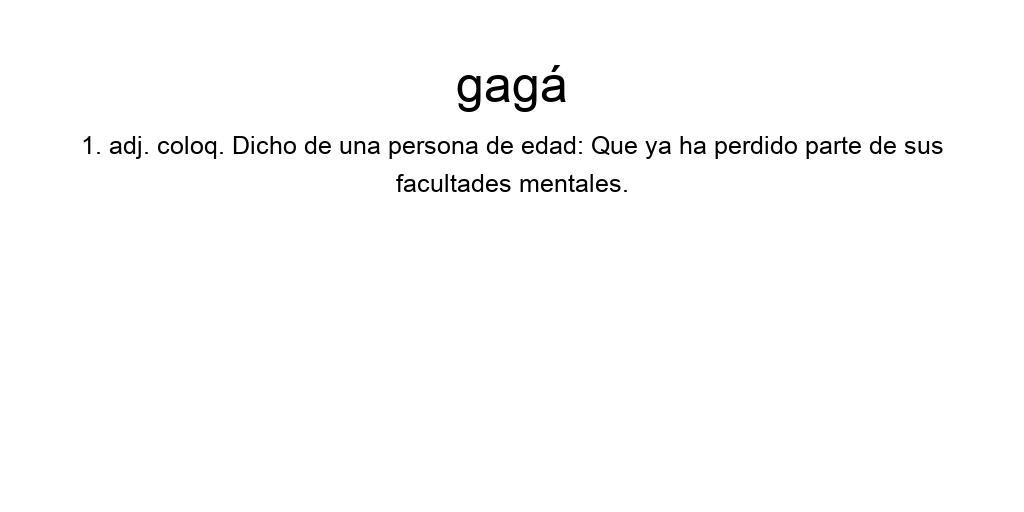 gagá
1. adj. coloq. Dicho de una persona de edad: Que ya ha perdido parte de sus
facultades mentales.